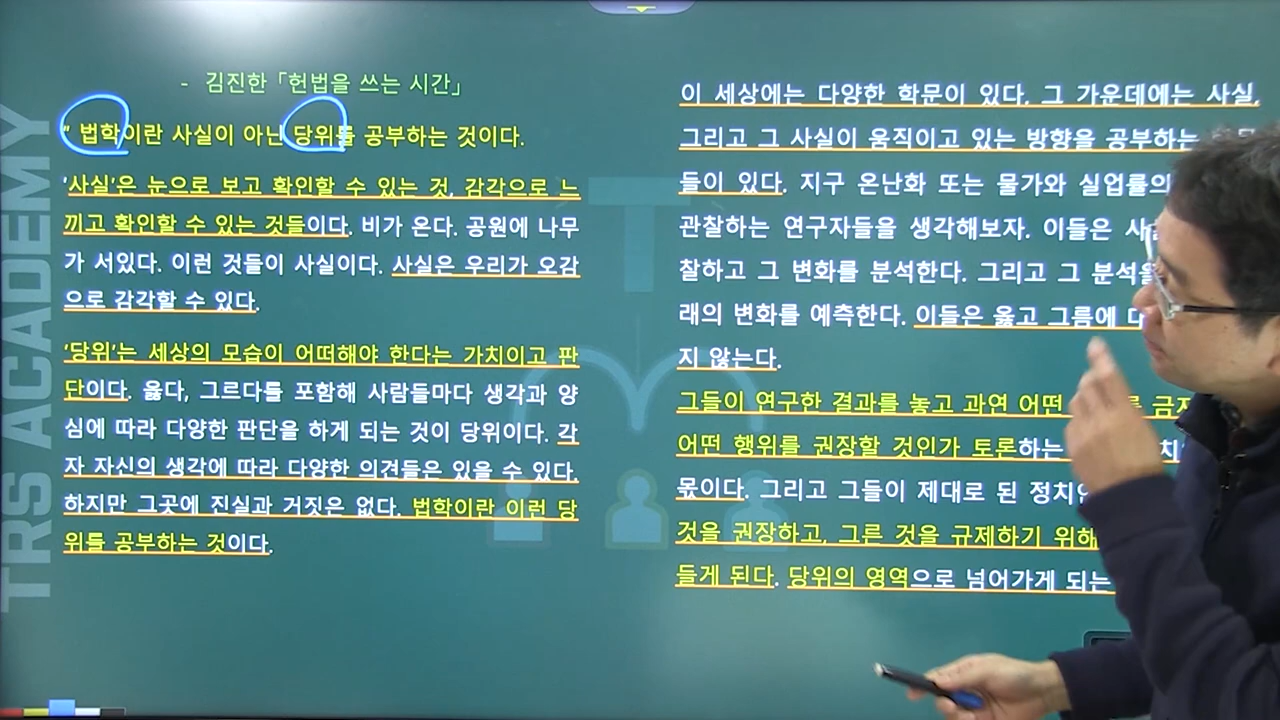 - 김진한 「헌법을 쓰는 시간」
" 법학이란 사실이 아닌 당위를 공부하는 것이다.
'사실'은 눈으로 보고 확인할 수 있는 것, 감각으로 느
끼고 확인할 수 있는 것들이다. 비가 온다. 공원에 나무
가 서있다. 이런 것들이 사실이다. 사실은 우리가 오감
으로 감각할 수 있다.
'당위'는 세상의 모습이 어떠해야 한다는 가치이고 판
단이다. 옳다, 그르다를 포함해 사람들마다 생각과 양
심에 따라 다양한 판단을 하게 되는 것이 당위이다. 각
자 자신의 생각에 따라 다양한 의견들은 있을 수 있다.
하지만 그곳에 진실과 거짓은 없다. 법학이란 이런 당
위를 공부하는 것이다.
이 세상에는 다양한 학문이 있다. 그 가운데에는 사실,
그리고 그 사실이 움직이고 있는 방향을 공부하는
들이 있다. 지구 온난화 또는 물가와 실업률의
관찰하는 연구자들을 생각해보자. 이들은
찰하고 그 변화를 분석한다. 그리고 그
래의 변화를 예측한다. 이들은 옳고 그름에
지 않는다.
그들이 연구한 결과를 놓고 과연 어떤
어떤 행위를 권장할 것인가 토론하는
몫이다. 그리고 그들이 제대로 된
것을 권장하고, 그른 것을 규제하기
들게 된다. 당위의 영역으로 넘어가게 되는
TRS ACADEMY